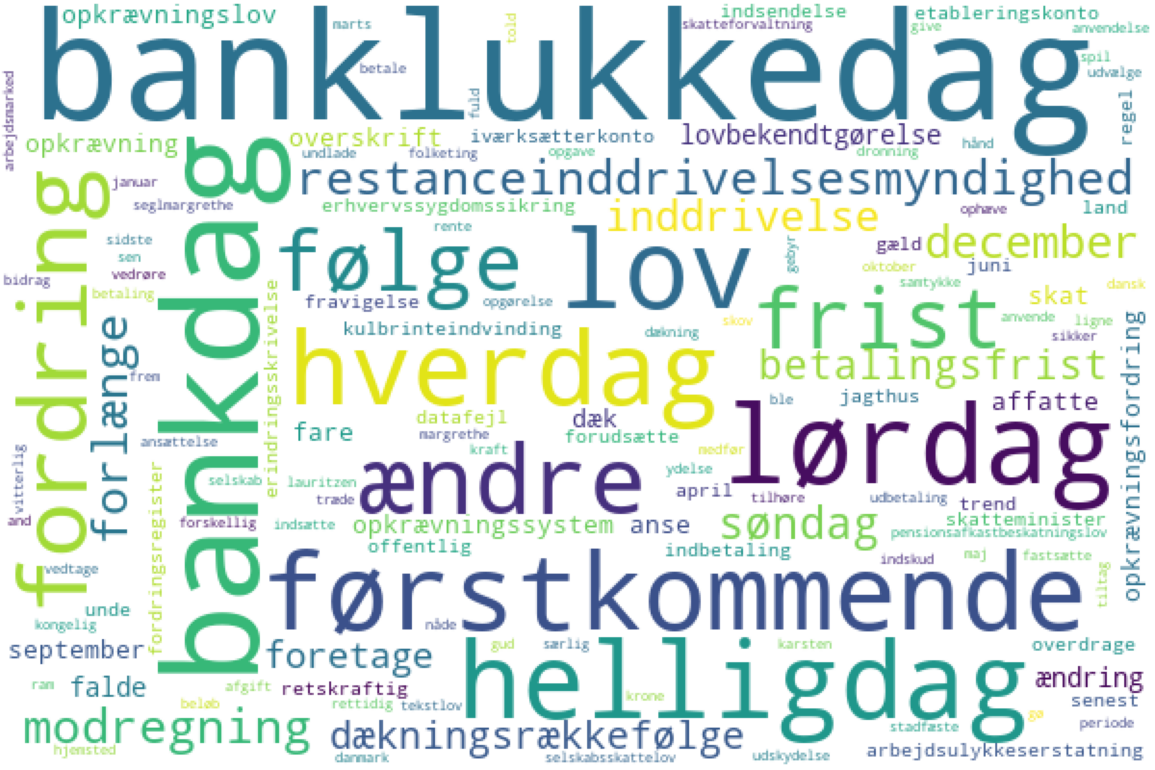 opkrævningslov
marts
told
skatteforvaltning
indsendelse
etableringskonto
give
anvendelse
banklukkedag
betale
fuld
spil
udvælge
arbejdsmarked
regel
opkrævning
overskrift
iværksætterkonto
lovbekendtgørelse
hånd
undlade
folketing
opgave
dronning
bankdag
fordring
januar
restanceinddrivelsesmyndighed
seglmargrethe
erhvervssygdomssikring
inddrivelse
ophæve
land
sidste
sen
vedrøre
rente
følge
lov
gebyr
gæld
december
bidrag
betaling
oktober
juni
samtykke
dansk
fravigelse
opgørelse
frist
skat
erindringsskrivelse
forlænge
kulbrinteindvinding
dækning
skov
anvende
ligne
sikker
hverdag
betalingsfrist
opkrævningsfordring
frem
ble
jagthus
affatte
datafejl
dæk
lørdag
fare
margrethe
forudsætte
ansættelse
kraft
medfør
vitterlig
selskab
lauritzen
ændre
ydelse
april
tilhøre
udbetaling
trend
træde
and
forskellig
indsætte
opkrævningssystem
anse
søndag
skatteminister
pensionsafkastbeskatningslov
fordringsregister
offentlig
indbetaling
indskud
maj
fastsætte
vedtage
førstkommende
tiltag
unde
kongelig
nåde
september
foretage
gud
særlig
karsten
overdrage
helligdag
ram
falde
afgift
retskraftig
krone
ændring
beløb
rettidig
tekstlov
senest
modregning
dækningsrækkefølge
gø
stadfæste
periode
hjemsted
danmark
selskabsskattelov
udskydelse
arbejdsulykkeserstatning